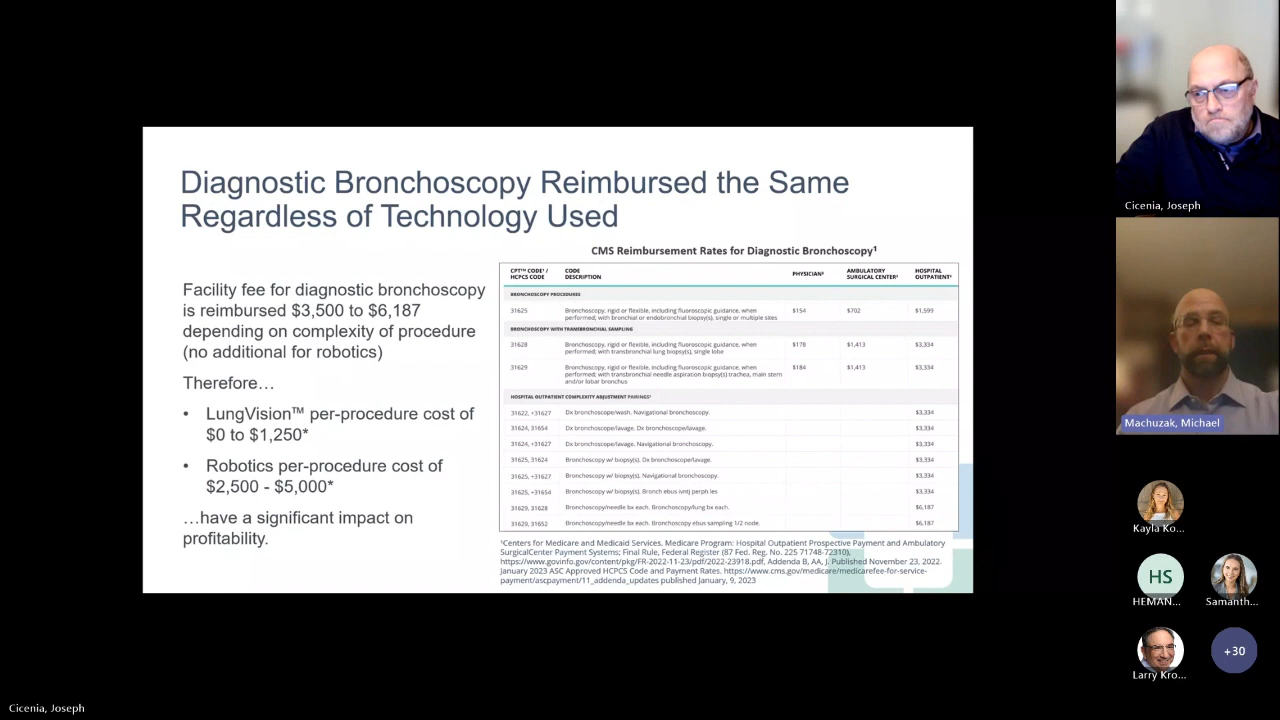 Diagnostic Bronchoscopy Reimbursed the Same
Regardless of Technology Used
Facility fee for diagnostic bronchoscopy
is reimbursed $3,500 to $6,187
depending on complexity of procedure
(no additional for robotics)
Therefore…
• LungVision™ per-procedure cost of
$0 to $1,250*
• Robotics per-procedure cost of
$2,500 - $5,000*
…have a significant impact on
profitability.
CMS Reimbursement Rates for Diagnostic Bronchoscopy¹
CPT™ CODE¹ / HCPCS CODE CODE DESCRIPTION PHYSICIAN² AMBULATORY SURGICAL CENTER³ HOSPITAL OUTPATIENT⁴
BRONCHOSCOPY PROCEDURES
31625 Bronchoscopy, rigid or flexible, including fluoroscopic guidance, when $154 $702 $1,599
performed; with bronchial or endobronchial biopsy(s), single or multiple sites
BRONCHOSCOPY WITH TRANSBRONCHIAL SAMPLING
31628 Bronchoscopy, rigid or flexible, including fluoroscopic guidance, when $178 $1,413 $3,334
performed; with transbronchial lung biopsy(s), single lobe
31629 Bronchoscopy, rigid or flexible, including fluoroscopic guidance, when $184 $1,413 $3,334
performed; with transbronchial needle aspiration biopsy(s) trachea, main stem
and/or lobar bronchus
HOSPITAL OUTPATIENT COMPLEXITY ADJUSTMENT PAIRINGS
31622, +31627 Dx bronchoscope/wash. Navigational bronchoscopy. $3,334
31624, 31654 Dx bronchoscope/lavage. Dx bronchoscope/lavage. $3,334
31624, +31627 Dx bronchoscope/lavage. Navigational bronchoscopy. $3,334
31625, 31624 Bronchoscopy w/ biopsy(s). Dx bronchoscope/lavage. $3,334
31625, +31627 Bronchoscopy w/ biopsy(s). Navigational bronchoscopy. $3,334
31625, +31654 Bronchoscopy w/ biopsy(s). Bronch ebus ivntj perph les $3,334
31629, 31628 Bronchoscopy/needle bx each. Bronchoscopy/lung bx each. $6,187
31629, 31652 Bronchoscopy/needle bx each. Bronchoscopy ebus sampling 1/2 node. $6,187
¹Centers for Medicare and Medicaid Services. Medicare Program: Hospital Outpatient Prospective Payment and Ambulatory
SurgicalCenter Payment Systems; Final Rule, Federal Register (87 Fed. Reg. No. 225 71748-72310),
https://www.govinfo.gov/content/pkg/FR-2022-11-23/pdf/2022-23918.pdf, Addenda B, AA, J. Published November 23, 2022.
January 2023 ASC Approved HCPCS Code and Payment Rates. https://www.cms.gov/medicare/medicarefee-for-service-
payment/ascpayment/11_addenda_updates published January, 9, 2023
Cicenia, Joseph
Machuzak, Michael
Kayla Ko...
HS
HEMAN...
Samanth...
Larry Kro...
+30
Cicenia, Joseph